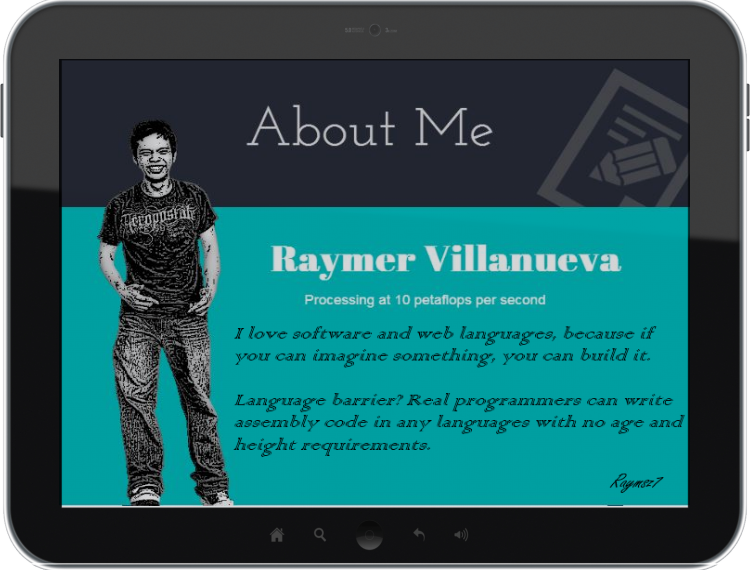 About Me
Aeropostale
Raymer Villanueva
Processing at 10 petaflops per second
I love software and web languages, because if
you can imagine something, you can build it.
Language barrier? Real programmers can write
assembly code in any languages with no age and
height requirements.
Raymsz7